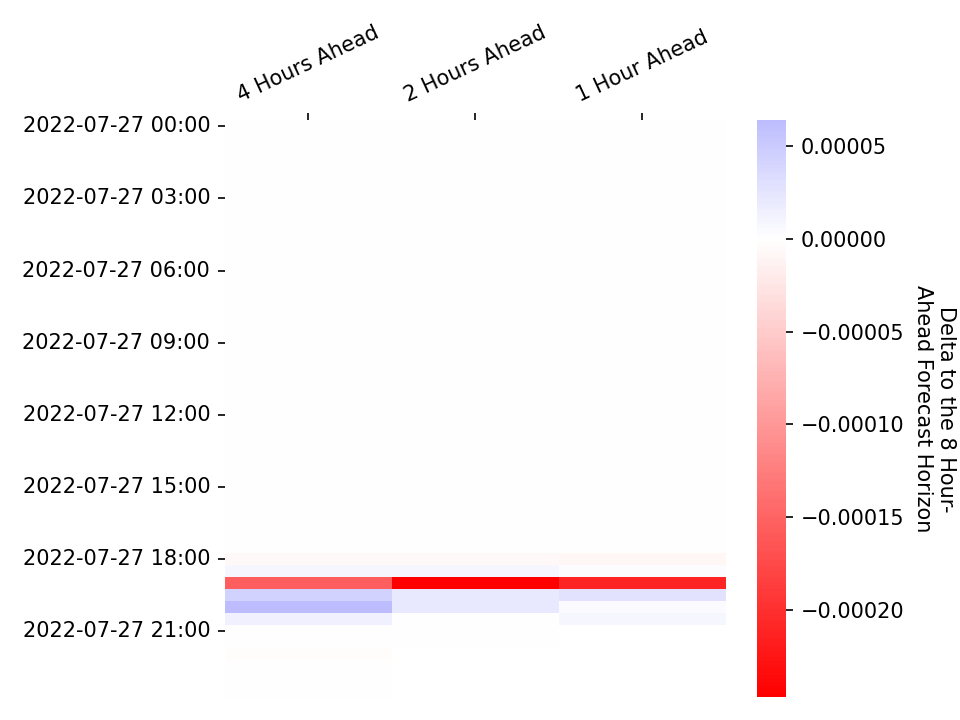 4 Hours Ahead
2 Hours Ahead
1 Hour Ahead
2022-07-27 00:00
2022-07-27 03:00
2022-07-27 06:00
2022-07-27 09:00
2022-07-27 12:00
2022-07-27 15:00
2022-07-27 18:00
2022-07-27 21:00
0.00005
0.00000
−0.00005
−0.00010
−0.00015
−0.00020
Delta to the 8 Hour-
Ahead Forecast Horizon